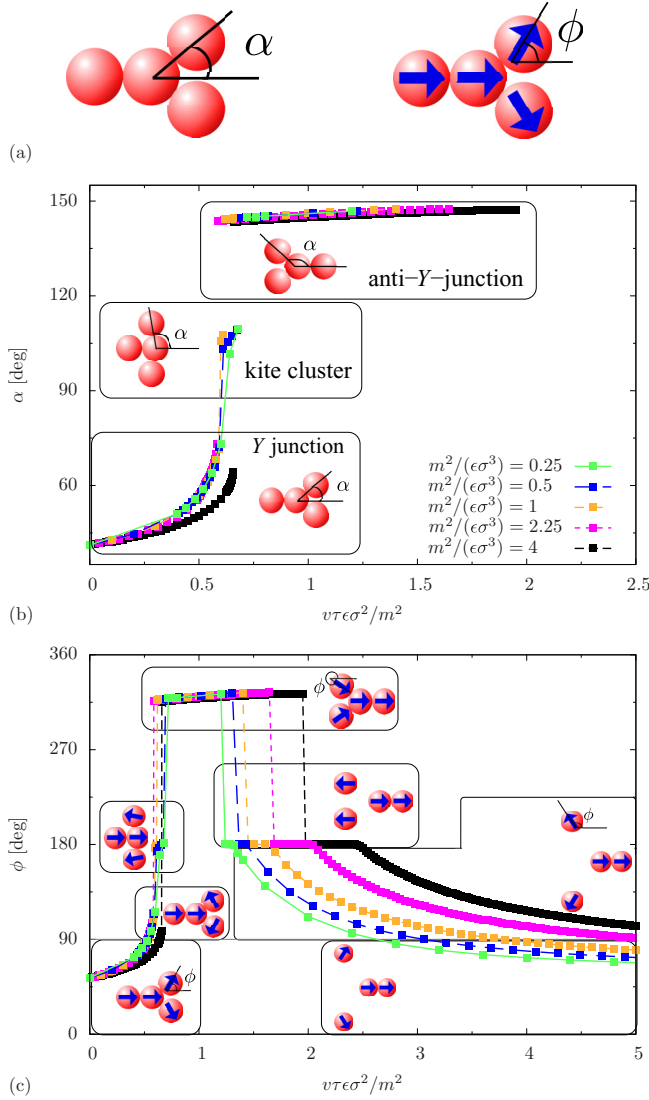 α
ϕ
(a)
150
120
90
60
α [deg]
α
anti−Y−junction
α
kite cluster
Y junction
α
m²/(ϵσ³) = 0.25
m²/(ϵσ³) = 0.5
m²/(ϵσ³) = 1
m²/(ϵσ³) = 2.25
m²/(ϵσ³) = 4
0 0.5 1 1.5 2 2.5
(b)
vτϵσ²/m²
360
270
180
90
0
ϕ [deg]
ϕ
ϕ
ϕ
0 1 2 3 4 5
(c)
vτϵσ²/m²